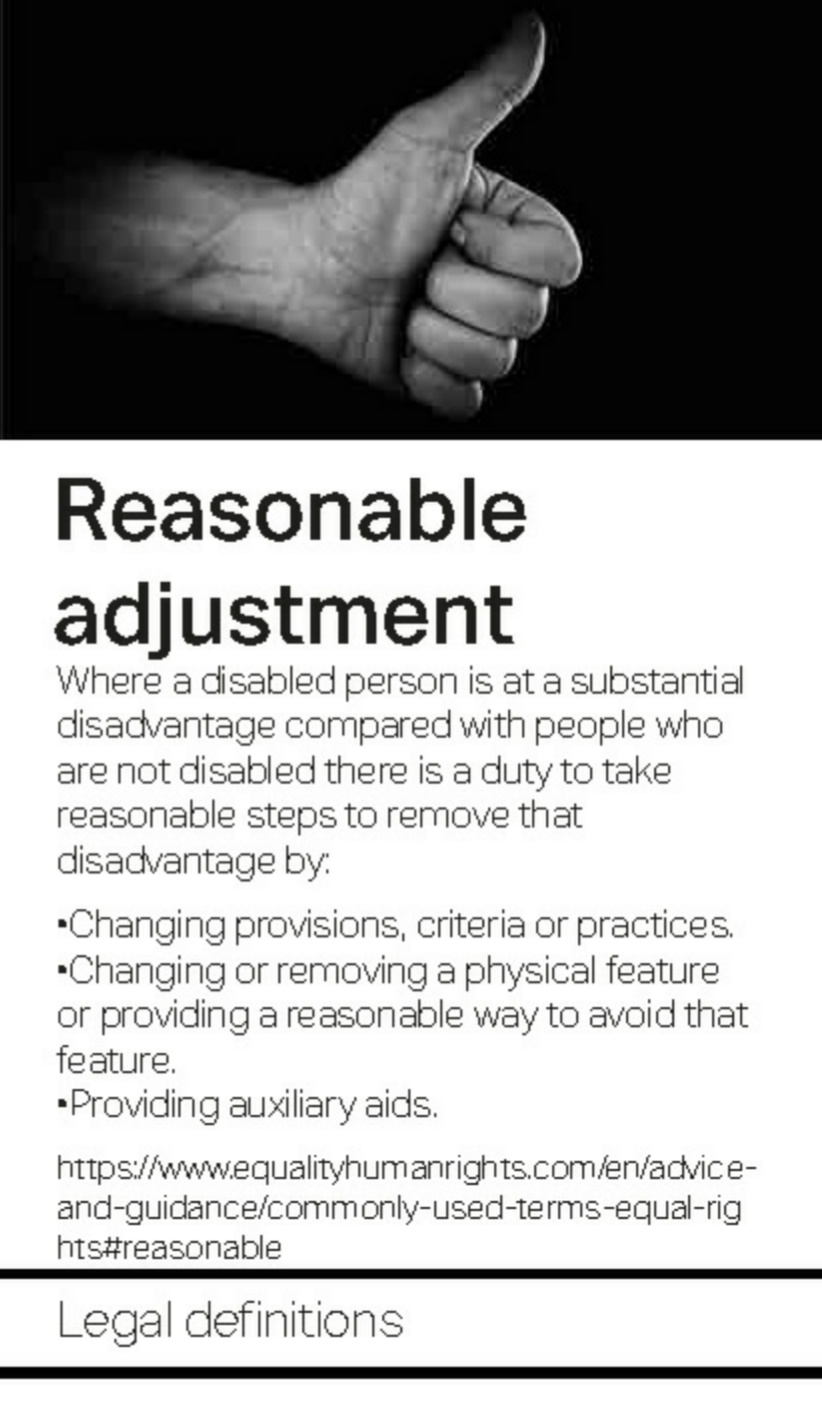 Reasonable
adjustment
Where a disabled person is at a substantial
disadvantage compared with people who
are not disabled there is a duty to take
reasonable steps to remove that
disadvantage by:
•Changing provisions, criteria or practices.
•Changing or removing a physical feature
or providing a reasonable way to avoid that
feature.
•Providing auxiliary aids.
https://www.equalityhumanrights.com/en/advice-
and-guidance/commonly-used-terms-equal-rig
hts#reasonable
Legal definitions